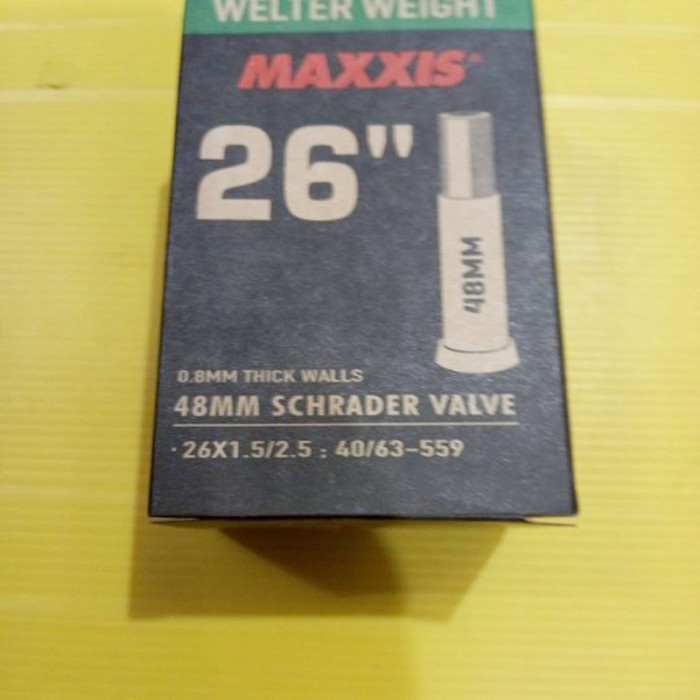 WELTER WEIGHT
MAXXIS
26"
48MM
0.8MM THICK WALLS
48MM SCHRADER VALVE
·26X1.5/2.5 : 40/63-559